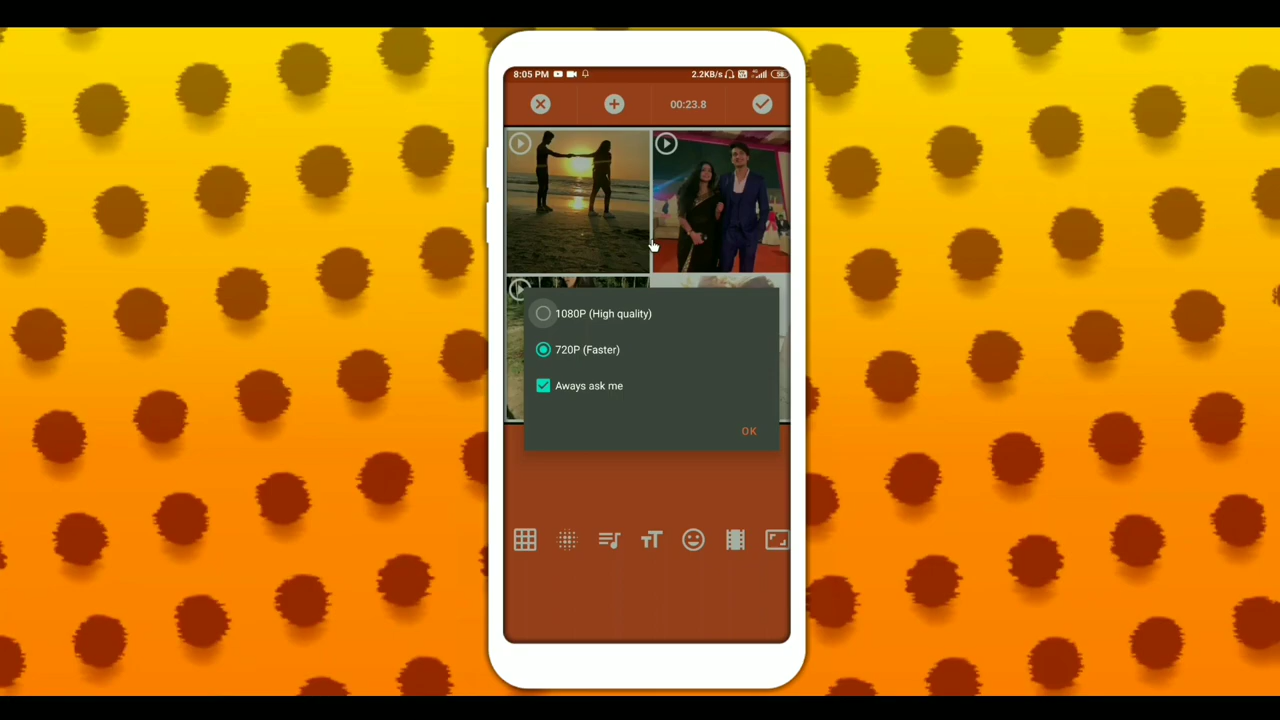 8:05 PM
2.2KB/s
00:23.8
1080P (High quality)
720P (Faster)
Aways ask me
OK